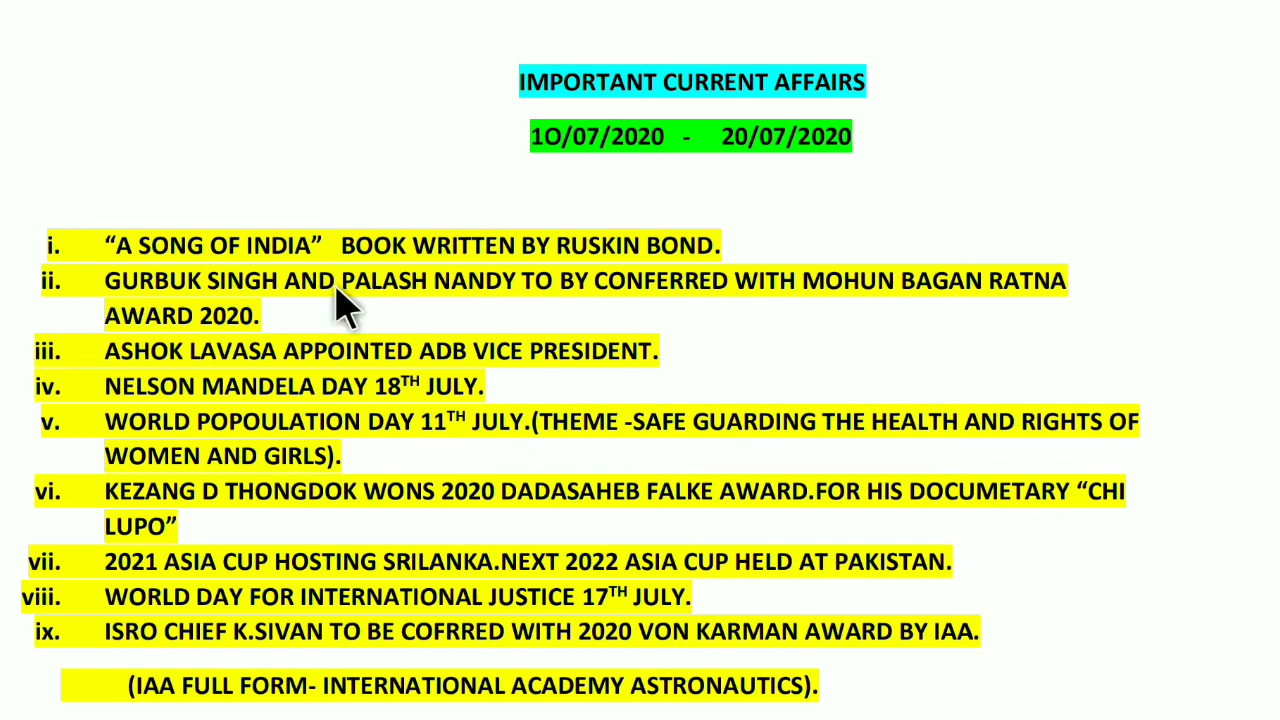 IMPORTANT CURRENT AFFAIRS
1O/07/2020 - 20/07/2020
i. “A SONG OF INDIA” BOOK WRITTEN BY RUSKIN BOND.
ii. GURBUK SINGH AND PALASH NANDY TO BY CONFERRED WITH MOHUN BAGAN RATNA
AWARD 2020.
iii. ASHOK LAVASA APPOINTED ADB VICE PRESIDENT.
iv. NELSON MANDELA DAY 18TH JULY.
v. WORLD POPOULATION DAY 11TH JULY.(THEME -SAFE GUARDING THE HEALTH AND RIGHTS OF
WOMEN AND GIRLS).
vi. KEZANG D THONGDOK WONS 2020 DADASAHEB FALKE AWARD.FOR HIS DOCUMETARY “CHI
LUPO”
vii. 2021 ASIA CUP HOSTING SRILANKA.NEXT 2022 ASIA CUP HELD AT PAKISTAN.
viii. WORLD DAY FOR INTERNATIONAL JUSTICE 17TH JULY.
ix. ISRO CHIEF K.SIVAN TO BE COFRRED WITH 2020 VON KARMAN AWARD BY IAA.
(IAA FULL FORM- INTERNATIONAL ACADEMY ASTRONAUTICS).